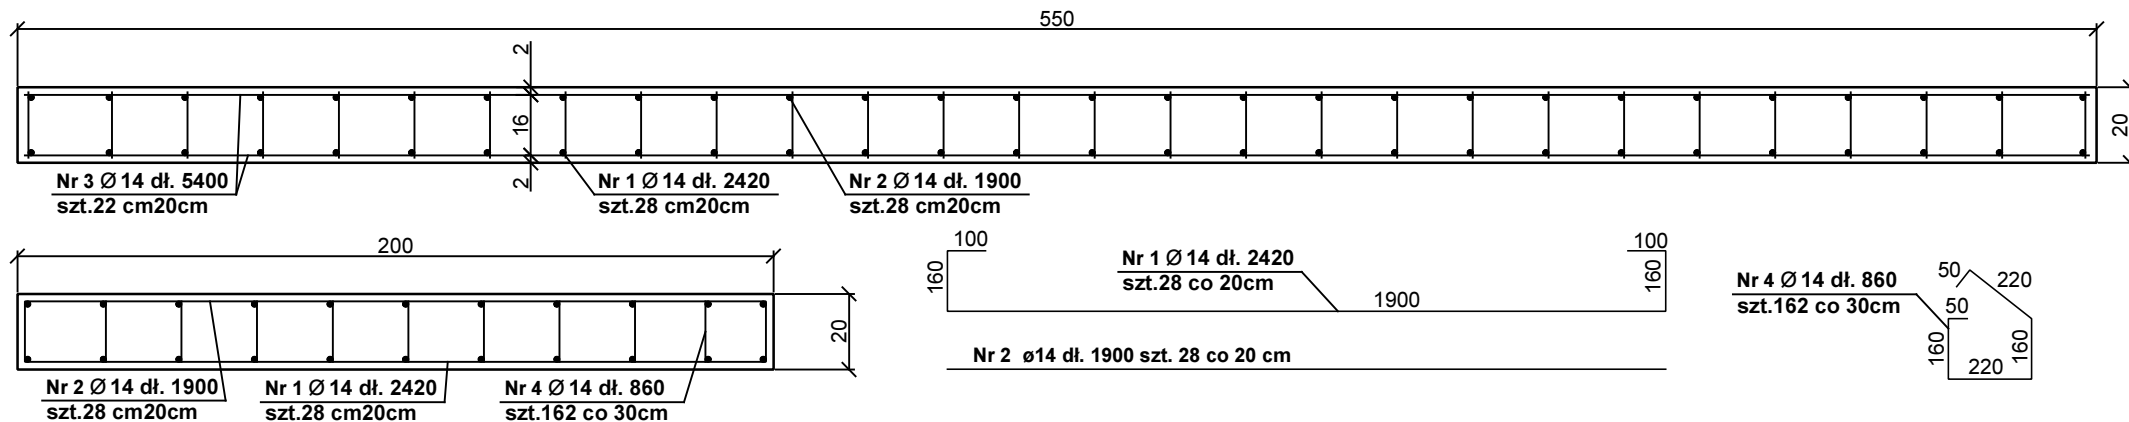 550
2
16
2
20
Nr 3 Ø 14 dł. 5400
szt.22 cm20cm
Nr 1 Ø 14 dł. 2420
szt.28 cm20cm
Nr 2 Ø 14 dł. 1900
szt.28 cm20cm
200
20
Nr 2 Ø 14 dł. 1900
szt.28 cm20cm
Nr 1 Ø 14 dł. 2420
szt.28 cm20cm
Nr 4 Ø 14 dł. 860
szt.162 co 30cm
100
160
Nr 1 Ø 14 dł. 2420
szt.28 co 20cm
1900
100
160
Nr 2 ø14 dł. 1900 szt. 28 co 20 cm
Nr 4 Ø 14 dł. 860
szt.162 co 30cm
50
220
50
160
160
220